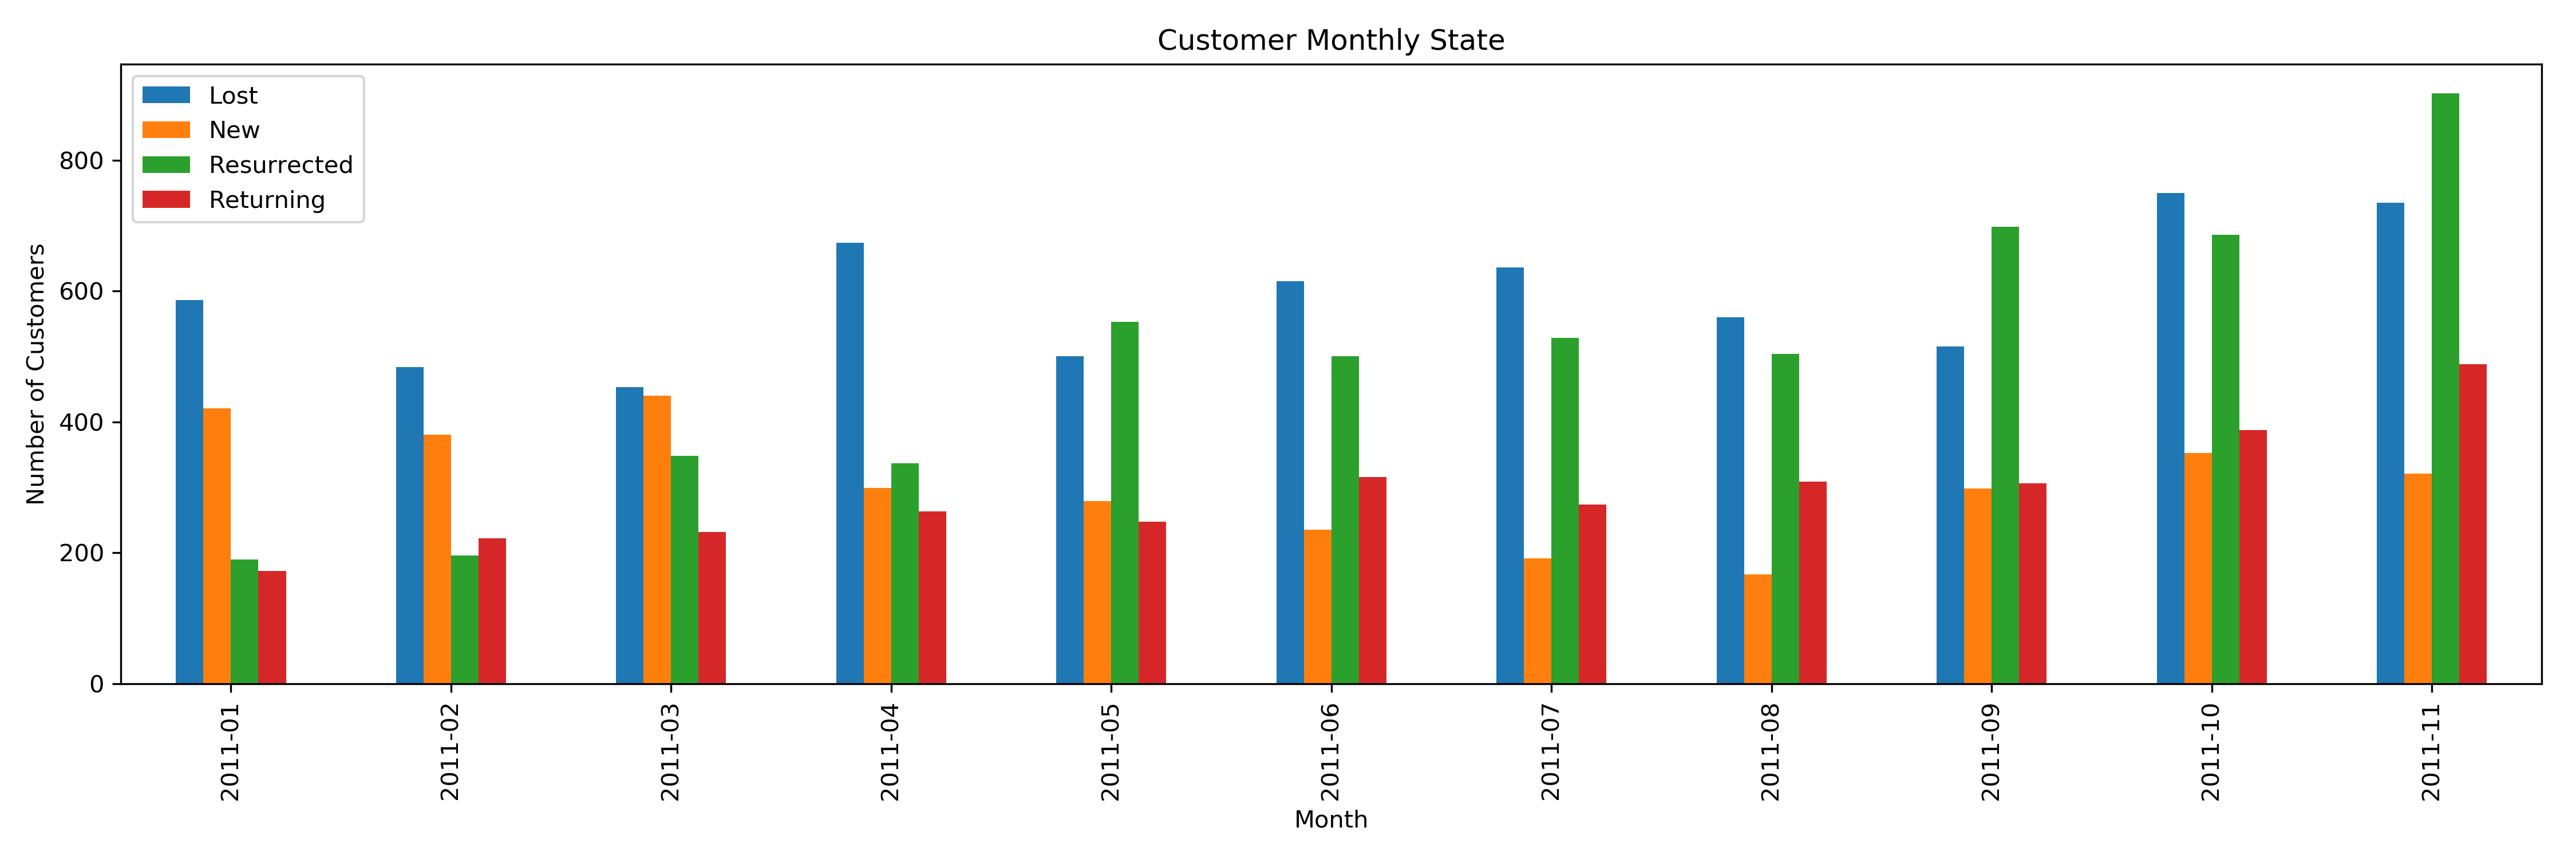 Customer Monthly State
Lost
New
Resurrected
Returning
Number of Customers
800
600
400
200
0
2011-01
2011-02
2011-03
2011-04
2011-05
2011-06
2011-07
2011-08
2011-09
2011-10
2011-11
Month